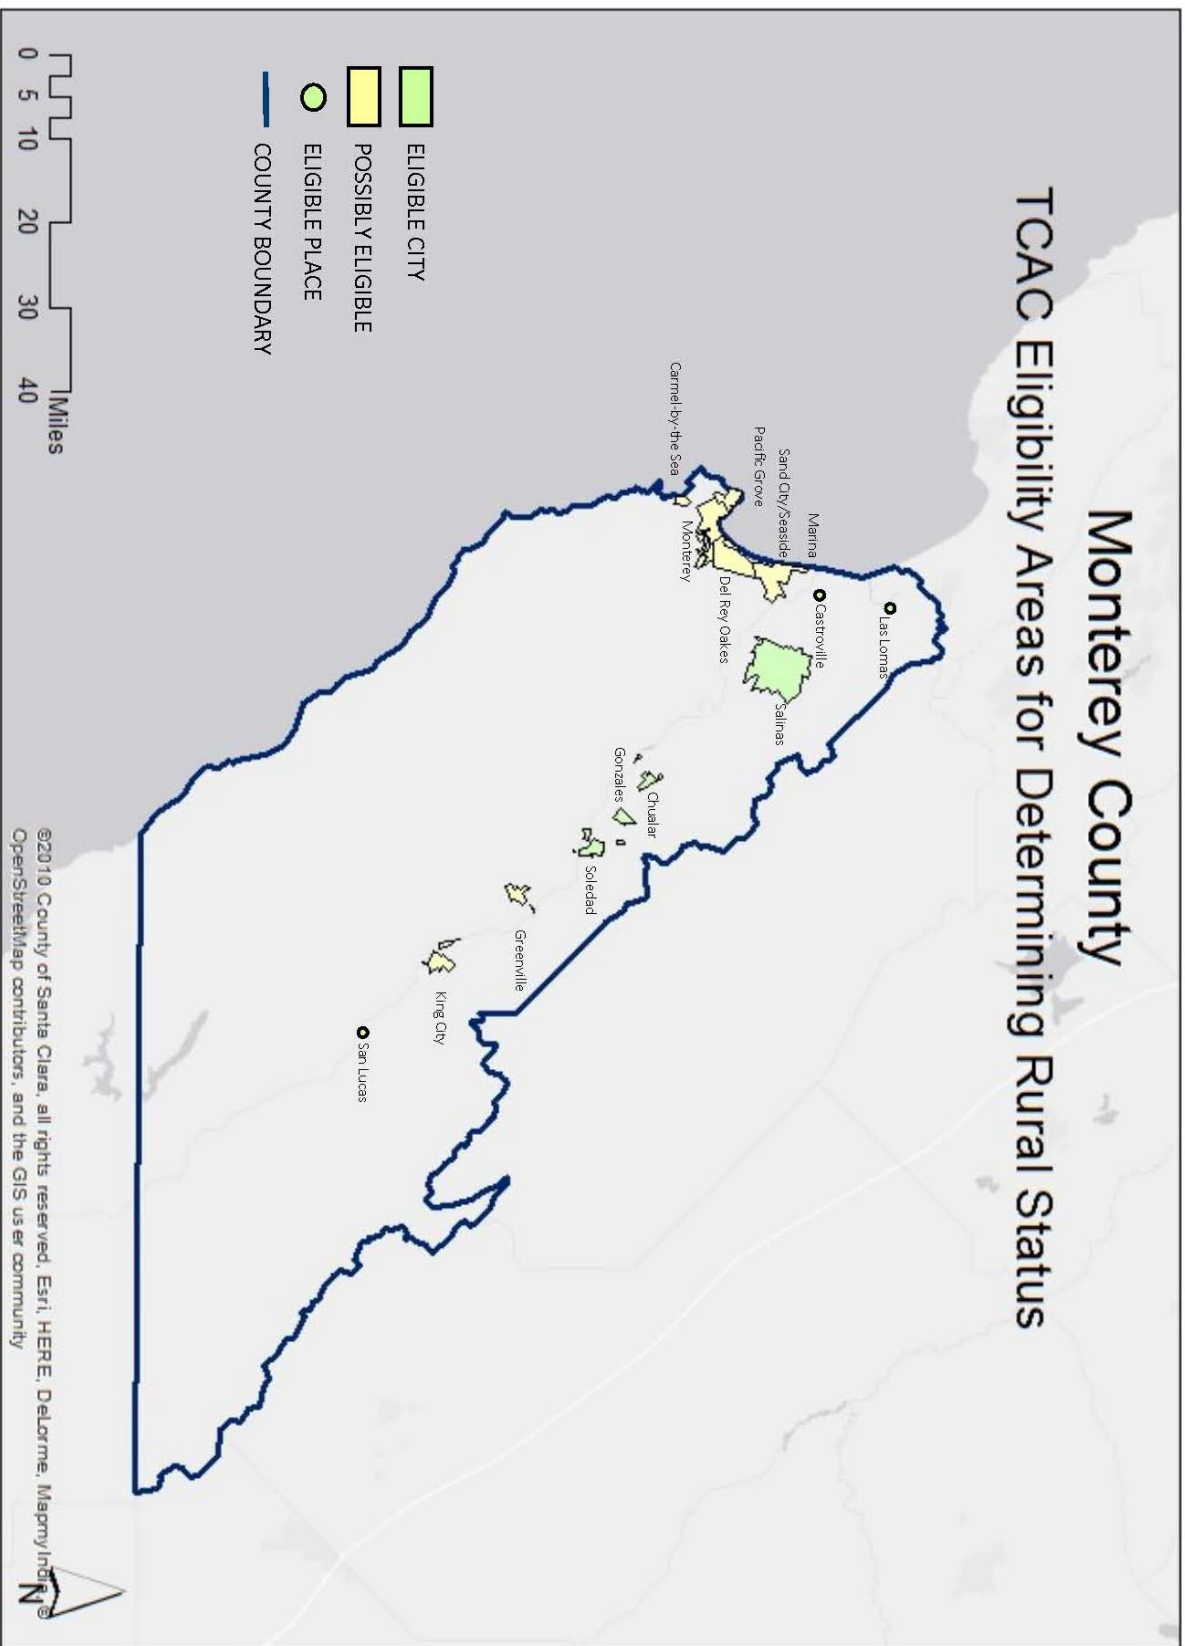 Monterey County
TCAC Eligibility Areas for Determining Rural Status
Las Lomas
Castroville
Marina
Sand City/Seaside
Salinas
Pacific Grove
Del Rey Oakes
Monterey
Carmel-by-the Sea
Chualar
Gonzales
Soledad
Greenville
King City
San Lucas
ELIGIBLE CITY
POSSIBLY ELIGIBLE
ELIGIBLE PLACE
COUNTY BOUNDARY
Miles
0 5 10 20 30 40
©2010 County of Santa Clara, all rights reserved, Esri, HERE, DeLorme, MapmyIndia, ©
OpenStreetMap contributors, and the GIS user community
N